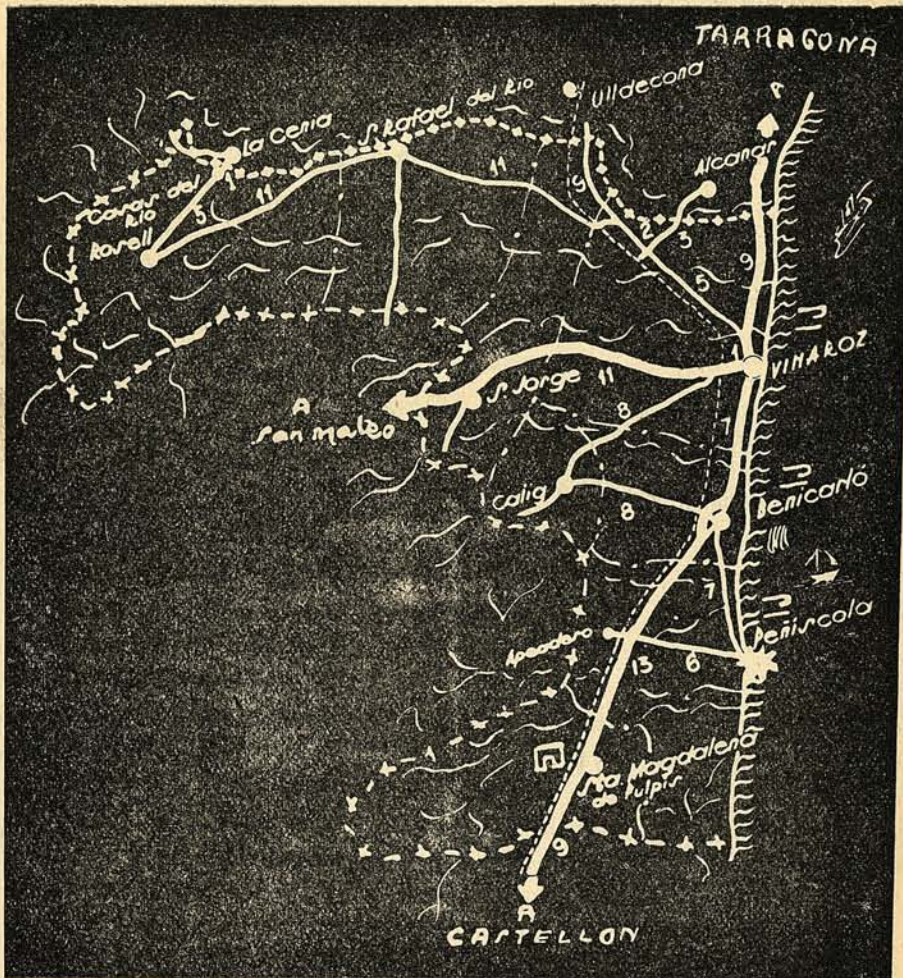 TARRAGONA
Ulldecona
S. Rafael del Rio
La Cenia
Alcanar
11
11
9
9
2
3
5
5
Casas del
Rio
Rosell
VINAROZ
A
San Mateo
S. Jorge
11
8
7
Calig
8
Benicarló
7
Peñiscola
Apeadero
13
6
Sta. Magdalena
de Pulpis
9
A
CASTELLON